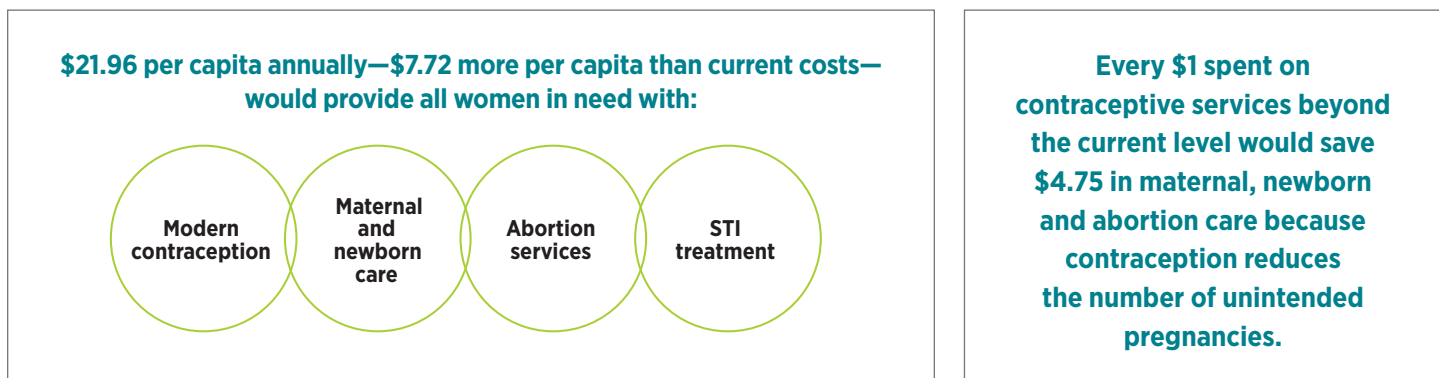 $21.96 per capita annually—$7.72 more per capita than current costs—
would provide all women in need with:
Modern
contraception
Maternal
and
newborn
care
Abortion
services
STI
treatment
Every $1 spent on
contraceptive services beyond
the current level would save
$4.75 in maternal, newborn
and abortion care because
contraception reduces
the number of unintended
pregnancies.